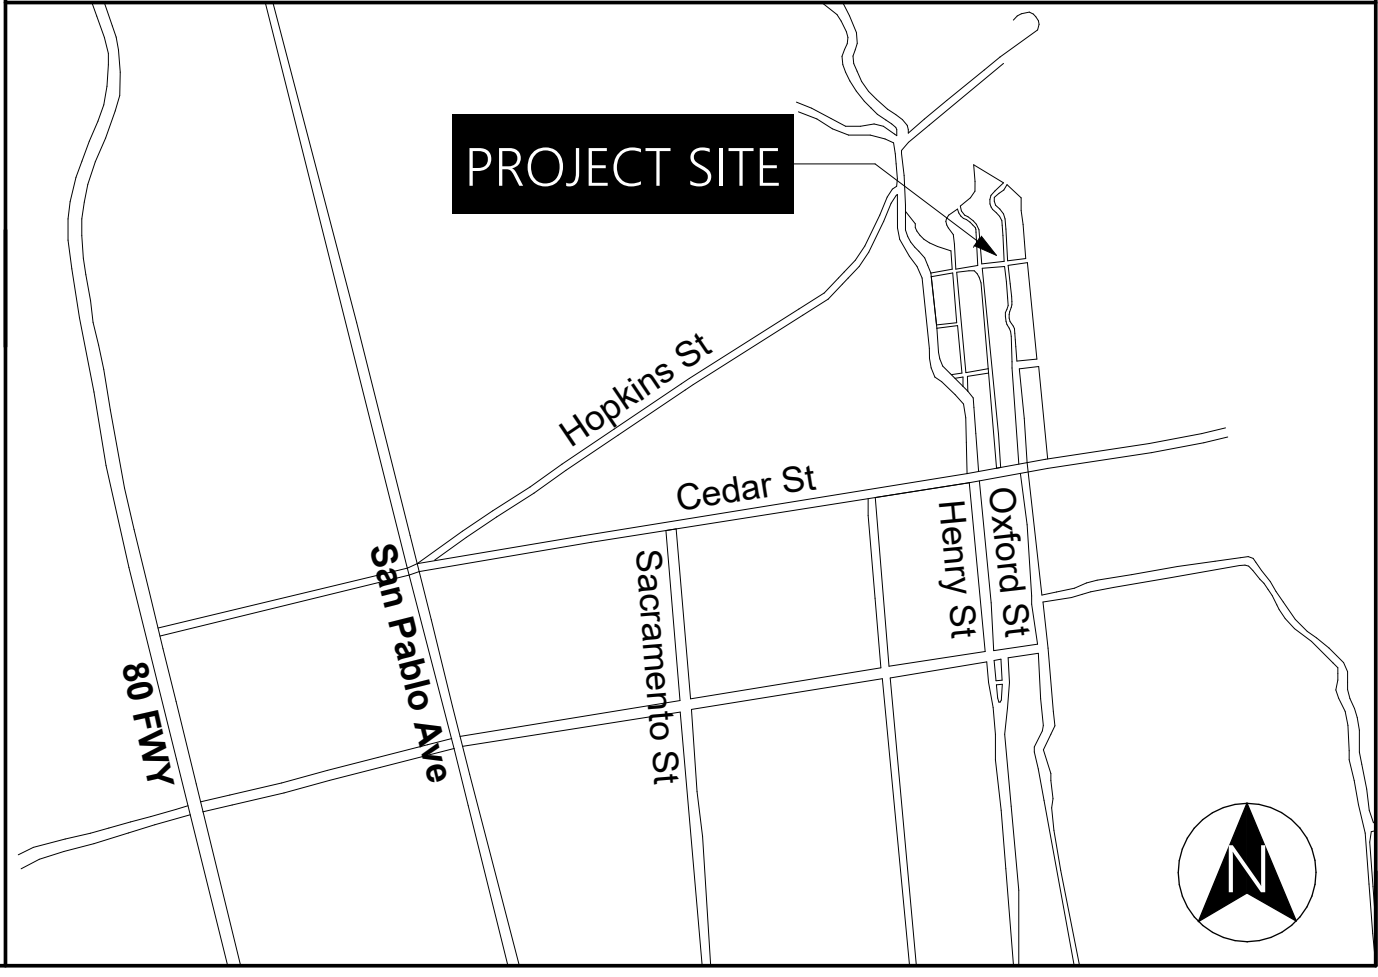 PROJECT SITE
Hopkins St
Cedar St
Oxford St
Henry St
San Pablo Ave
Sacramento St
80 FWY
N